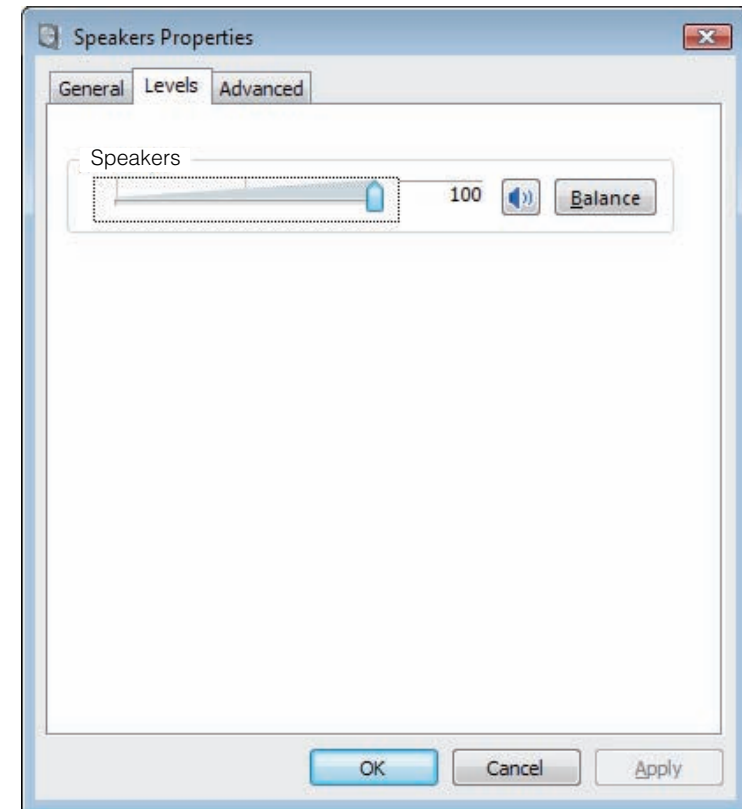 Speakers Properties
General Levels Advanced
Speakers
100 Balance
OK Cancel Apply